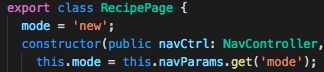 export class RecipePage {
mode = 'new';
constructor(public navCtrl: NavController,
this.mode = this.navParams.get('mode');